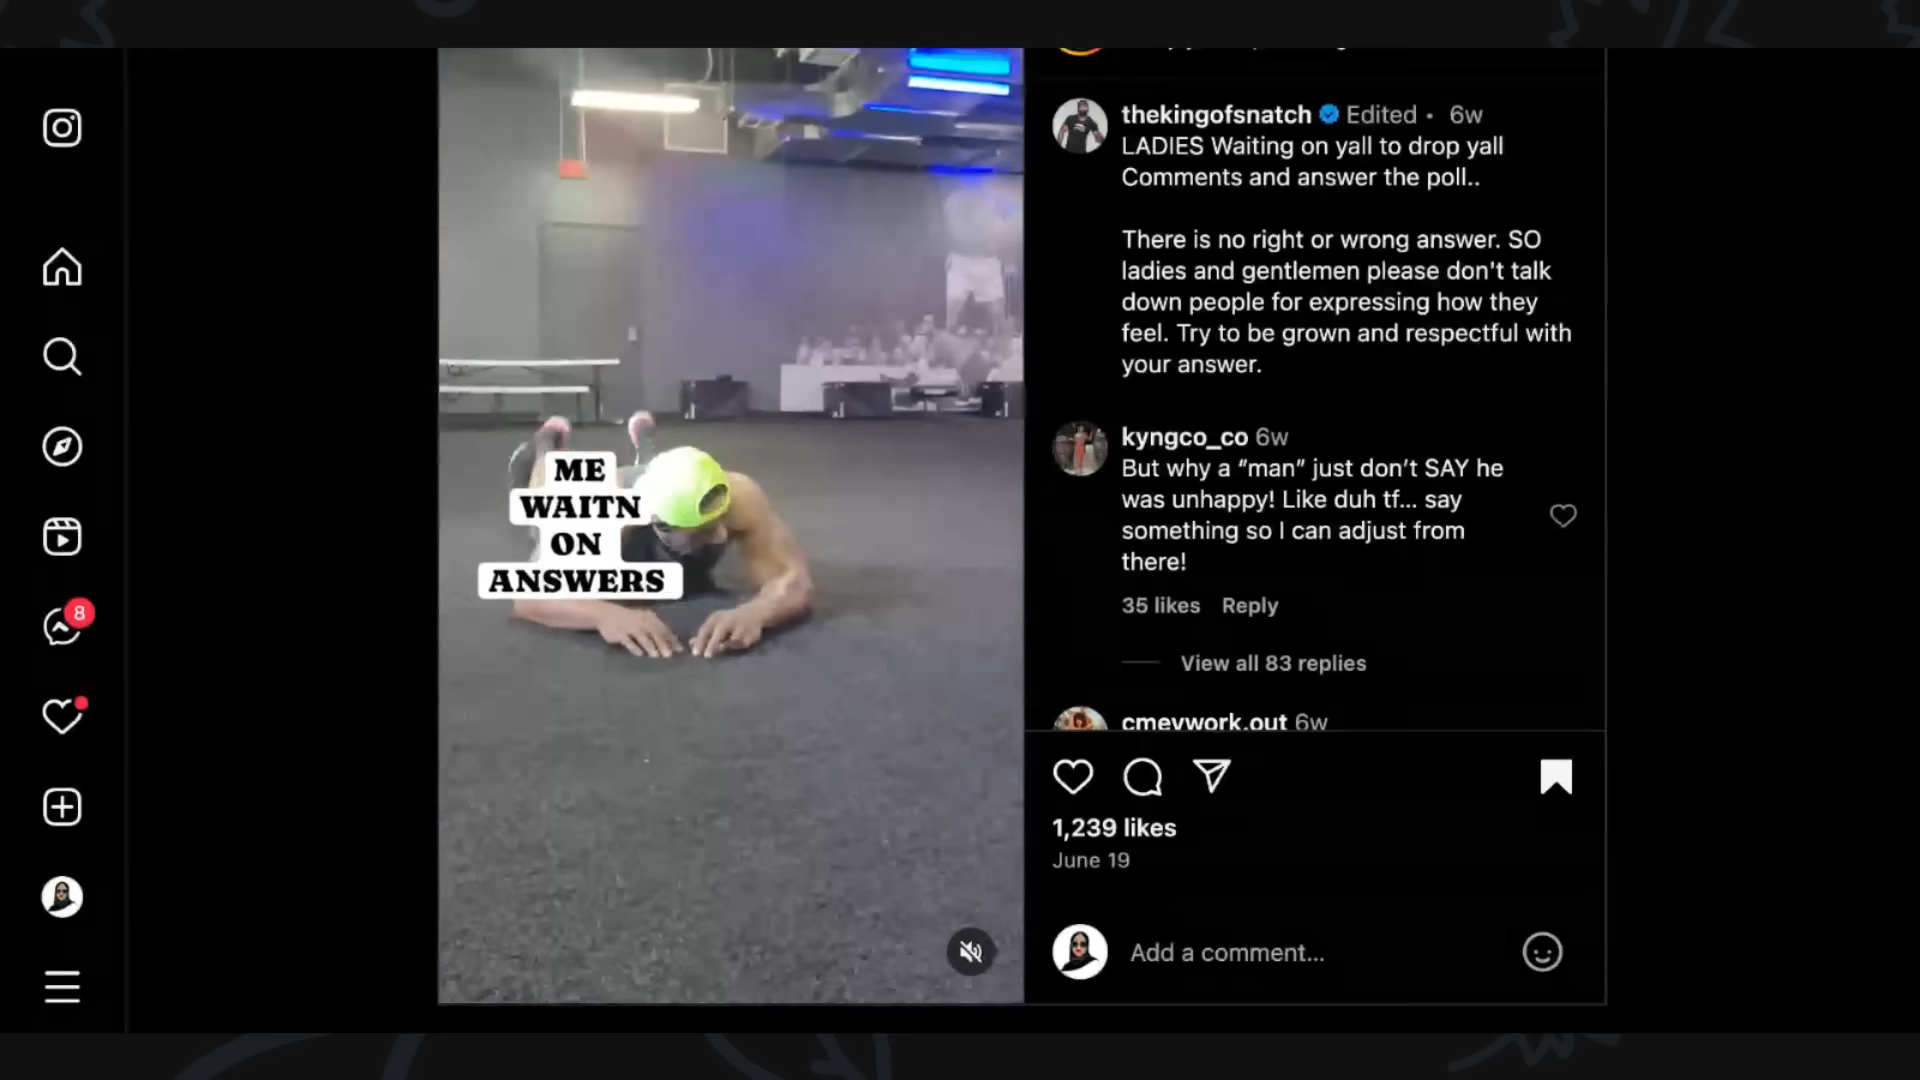 thekingofsnatch Edited • 6w
LADIES Waiting on yall to drop yall
Comments and answer the poll..
There is no right or wrong answer. SO
ladies and gentlemen please don't talk
down people for expressing how they
feel. Try to be grown and respectful with
your answer.
kyngco_co 6w
But why a “man” just don’t SAY he
was unhappy! Like duh tf... say
something so I can adjust from
there!
35 likes Reply
View all 83 replies
cmevwork.out 6w
1,239 likes
June 19
Add a comment...
ME
WAITN
ON
ANSWERS
8